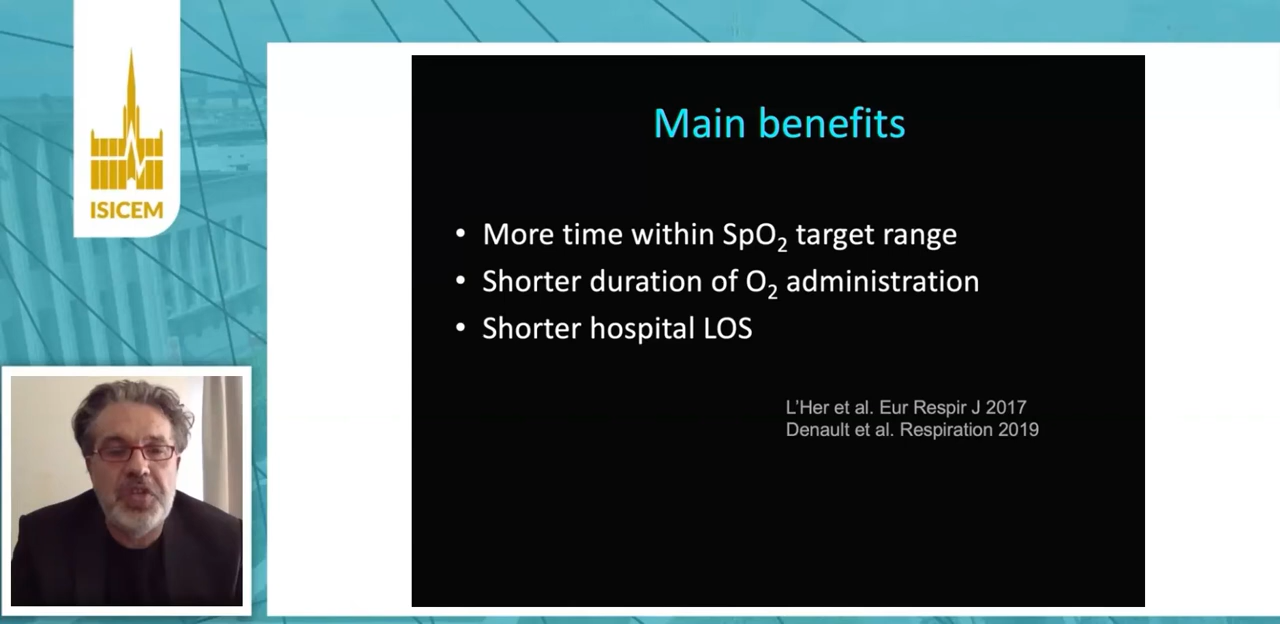 ISICEM
Main benefits
• More time within SpO₂ target range
• Shorter duration of O₂ administration
• Shorter hospital LOS
L'Her et al. Eur Respir J 2017
Denault et al. Respiration 2019